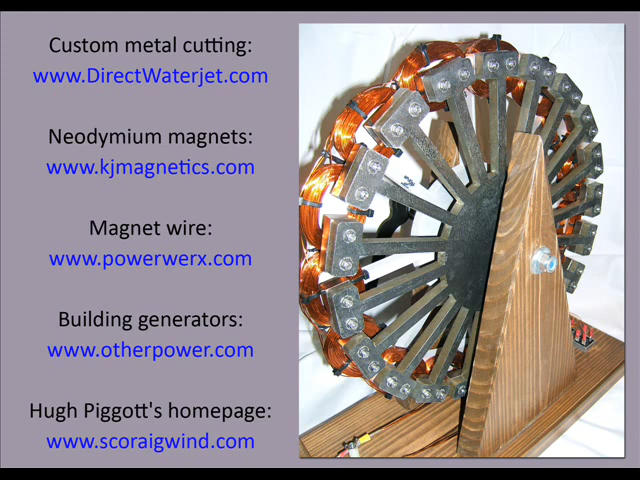 Custom metal cutting:
www.DirectWaterjet.com
Neodymium magnets:
www.kjmagnetics.com
Magnet wire:
www.powerwerx.com
Building generators:
www.otherpower.com
Hugh Piggott's homepage:
www.scoraigwind.com